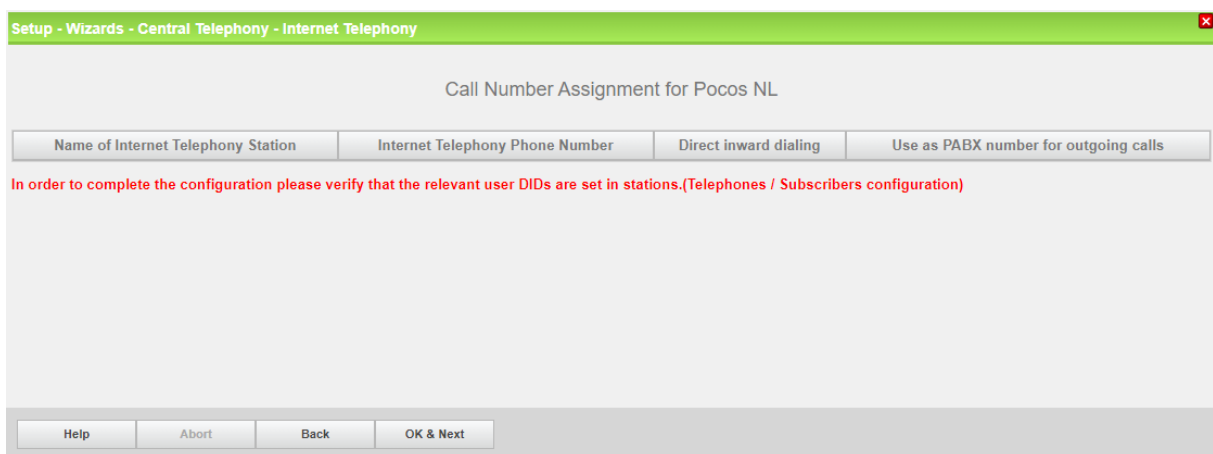 Setup - Wizards - Central Telephony - Internet Telephony
Call Number Assignment for Pocos NL
Name of Internet Telephony Station Internet Telephony Phone Number Direct inward dialing Use as PABX number for outgoing calls
In order to complete the configuration please verify that the relevant user DIDs are set in stations.(Telephones / Subscribers configuration)
Help Abort Back OK & Next